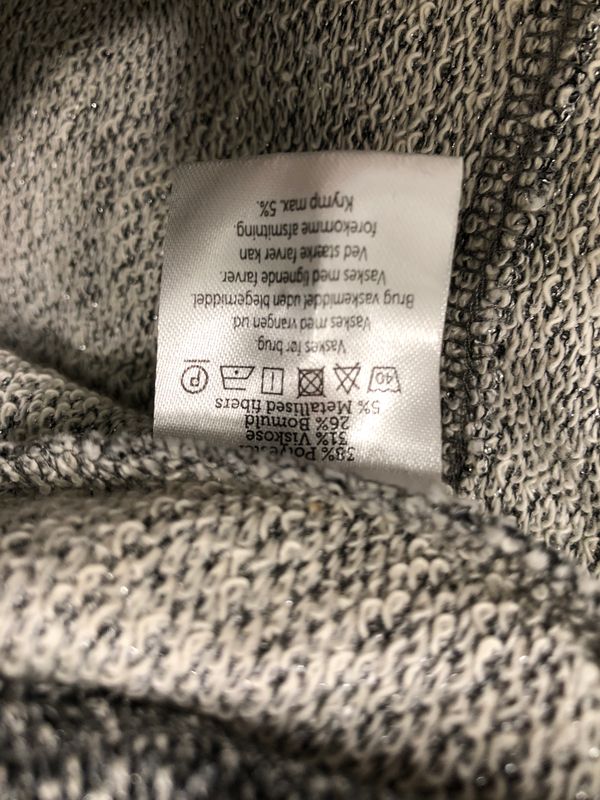 38% Polyester
31% Viskose
26% Bomuld
5% Metallised fibers
40 P
Vaskes før brug.
Vaskes med vrangen ud.
Brug vaskemiddel uden blegemiddel.
Vaskes med lignende farver.
Ved stærke farver kan
forekomme afsmitning.
Krymp max. 5%.